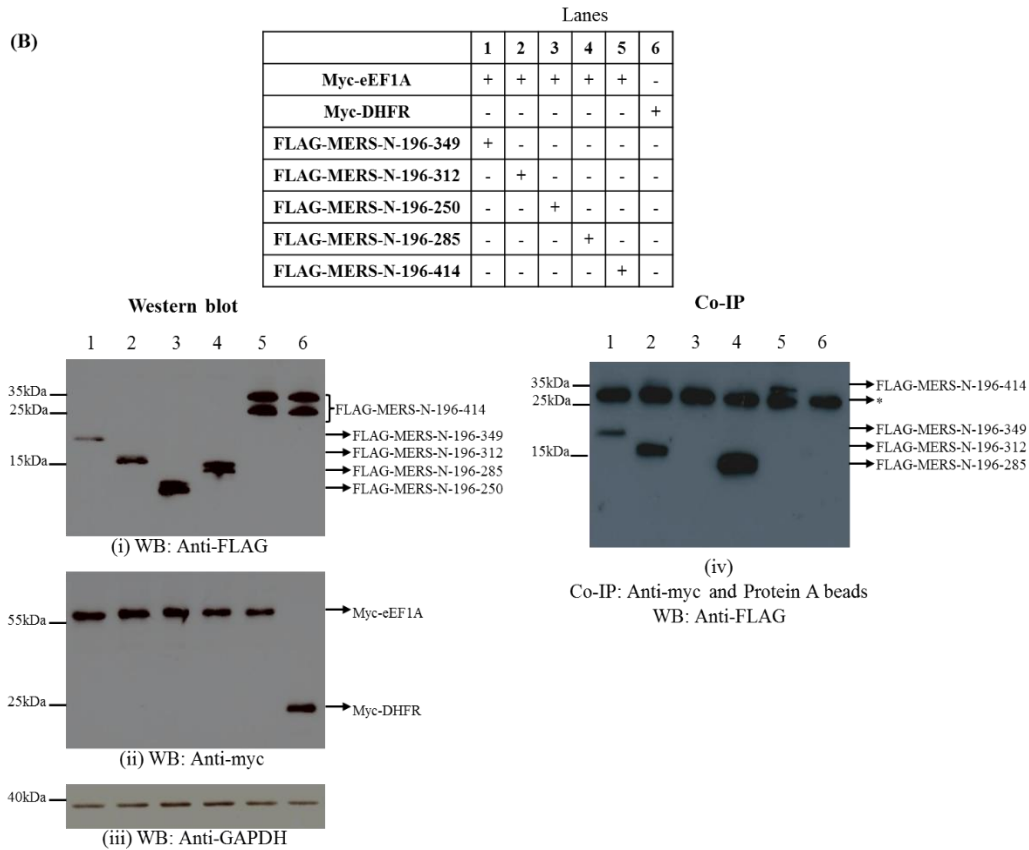 Lanes
(B)
1 2 3 4 5 6
Myc-eEF1A + + + + + -
Myc-DHFR - - - - - +
FLAG-MERS-N-196-349 + - - - - -
FLAG-MERS-N-196-312 - + - - - -
FLAG-MERS-N-196-250 - - + - - -
FLAG-MERS-N-196-285 - - - + - -
FLAG-MERS-N-196-414 - - - - + -
Western blot
1 2 3 4 5 6
35kDa
25kDa
15kDa
FLAG-MERS-N-196-414
FLAG-MERS-N-196-349
FLAG-MERS-N-196-312
FLAG-MERS-N-196-285
FLAG-MERS-N-196-250
(i) WB: Anti-FLAG
55kDa
25kDa
Myc-eEF1A
Myc-DHFR
(ii) WB: Anti-myc
40kDa
(iii) WB: Anti-GAPDH
Co-IP
1 2 3 4 5 6
35kDa
25kDa
15kDa
FLAG-MERS-N-196-414
*
FLAG-MERS-N-196-349
FLAG-MERS-N-196-312
FLAG-MERS-N-196-285
(iv)
Co-IP: Anti-myc and Protein A beads
WB: Anti-FLAG